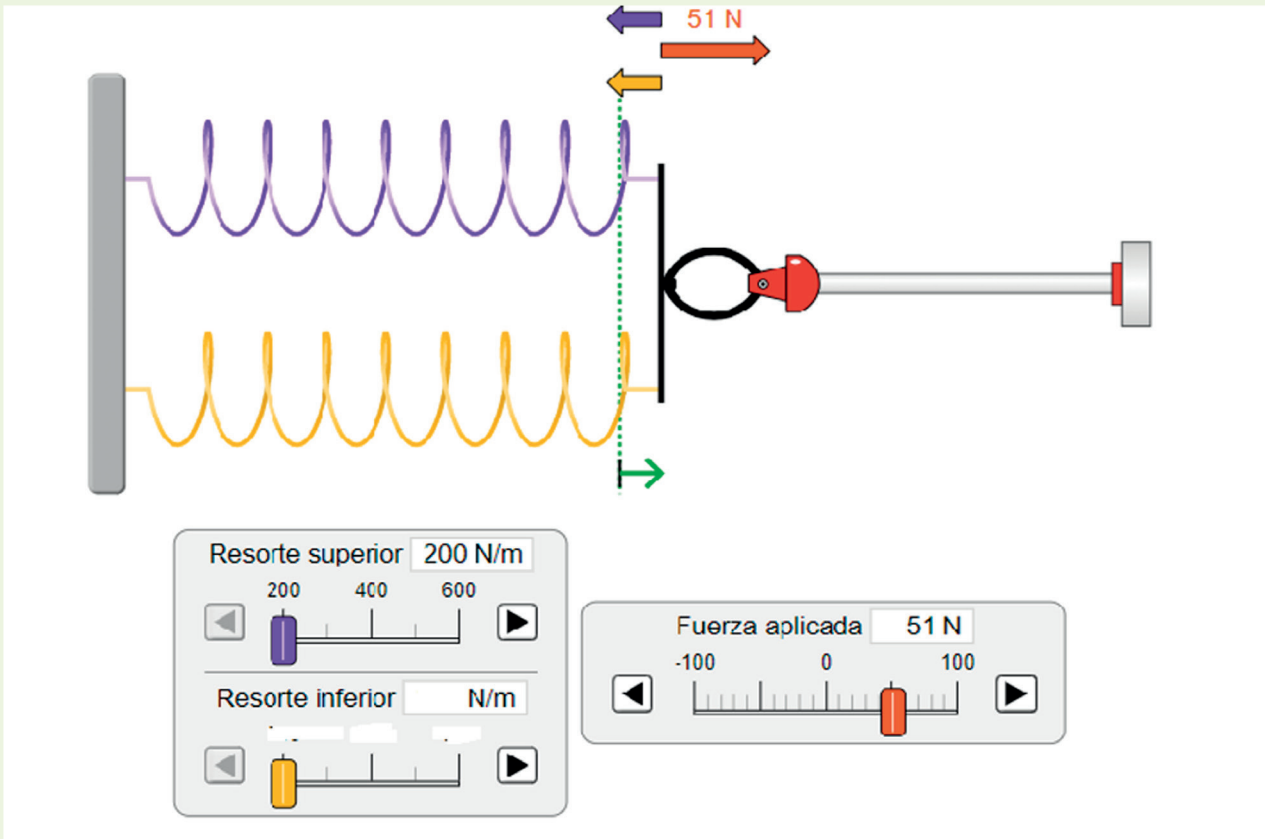 51 N
Resorte superior 200 N/m
200 400 600
Resorte inferior N/m
Fuerza aplicada 51 N
-100 0 100